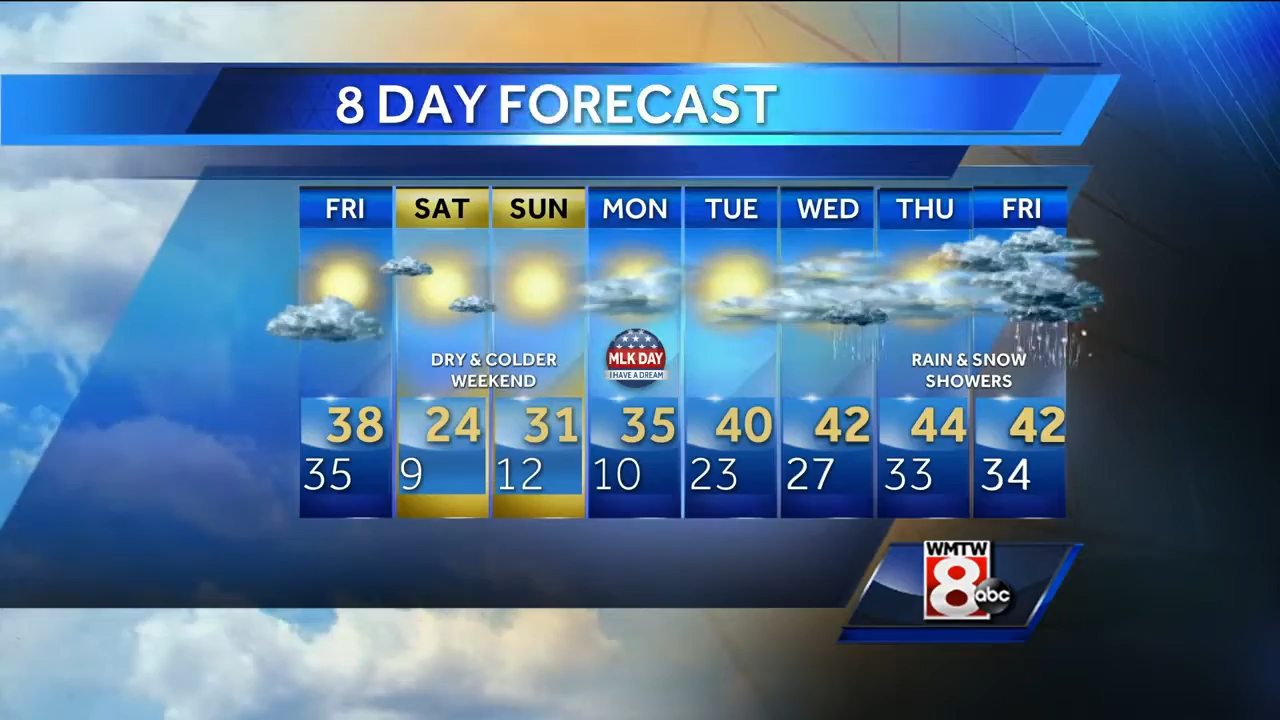 8 DAY FORECAST
FRI SAT SUN MON TUE WED THU FRI
DRY & COLDER
WEEKEND
MLK DAY
I HAVE A DREAM
RAIN & SNOW
SHOWERS
38 24 31 35 40 42 44 42
35 9 12 10 23 27 33 34
WMTW
8
abc